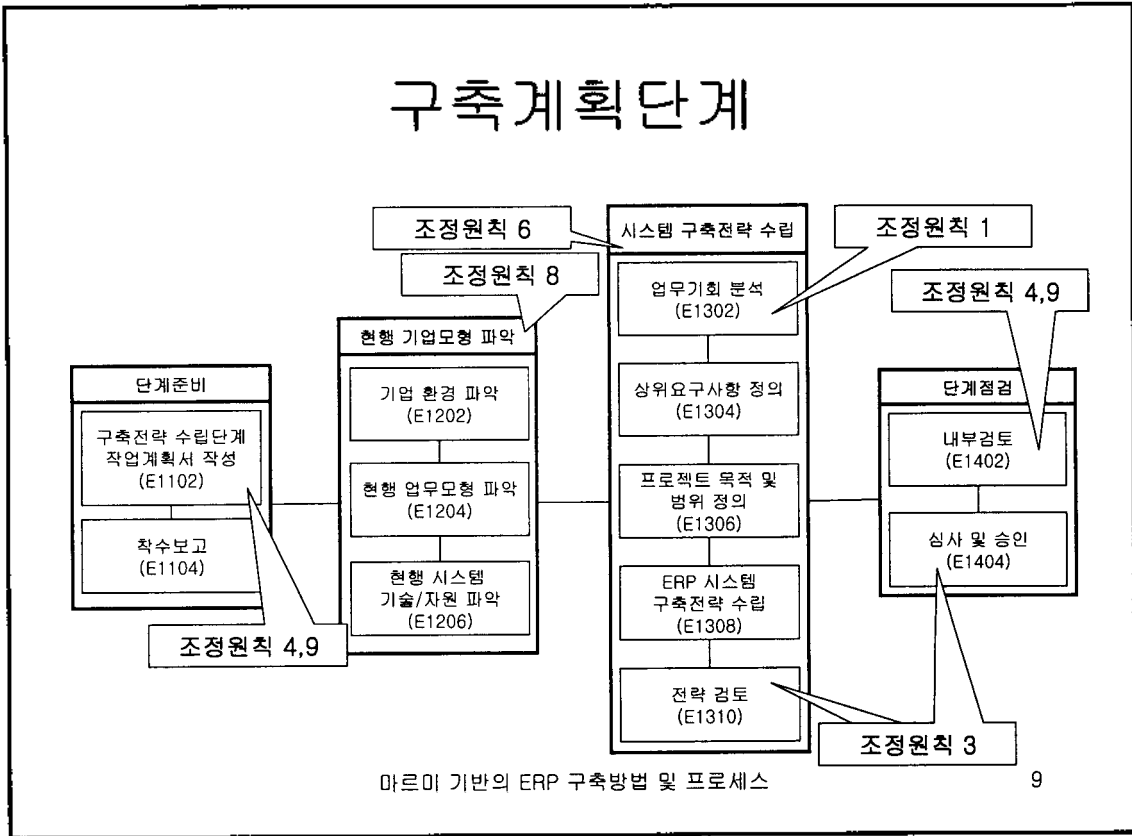 구축계획단계
단계준비
구축전략 수립단계
작업계획서 작성
(E1102)
착수보고
(E1104)
조정원칙 4,9
조정원칙 8
현행 기업모형 파악
기업 환경 파악
(E1202)
현행 업무모형 파악
(E1204)
현행 시스템
기술/자원 파악
(E1206)
조정원칙 6
시스템 구축전략 수립
조정원칙 1
업무기회 분석
(E1302)
상위요구사항 정의
(E1304)
프로젝트 목적 및
범위 정의
(E1306)
ERP 시스템
구축전략 수립
(E1308)
전략 검토
(E1310)
조정원칙 4,9
단계점검
내부검토
(E1402)
심사 및 승인
(E1404)
조정원칙 3
마르미 기반의 ERP 구축방법 및 프로세스
9